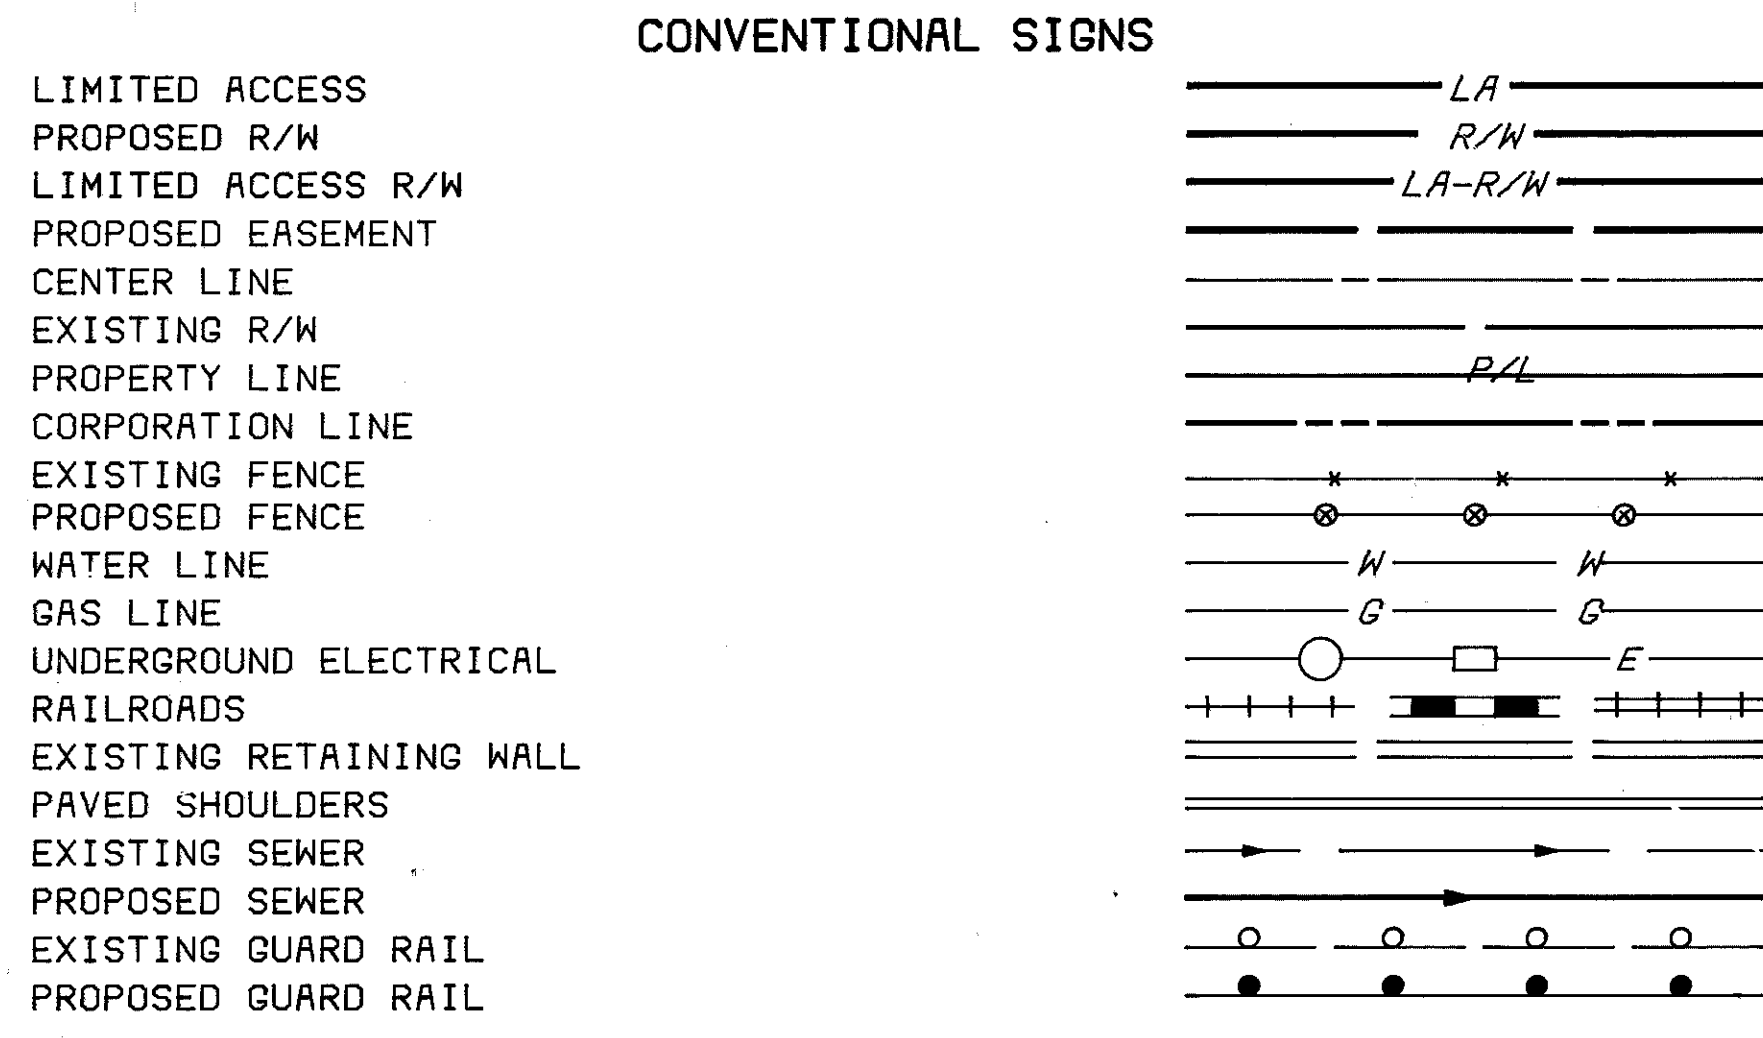 CONVENTIONAL SIGNS
LIMITED ACCESS LA
PROPOSED R/W R/W
LIMITED ACCESS R/W LA-R/W
PROPOSED EASEMENT
CENTER LINE
EXISTING R/W
PROPERTY LINE P/L
CORPORATION LINE
EXISTING FENCE x x x
PROPOSED FENCE
WATER LINE W W
GAS LINE G G
UNDERGROUND ELECTRICAL E
RAILROADS
EXISTING RETAINING WALL
PAVED SHOULDERS
EXISTING SEWER
PROPOSED SEWER
EXISTING GUARD RAIL
PROPOSED GUARD RAIL